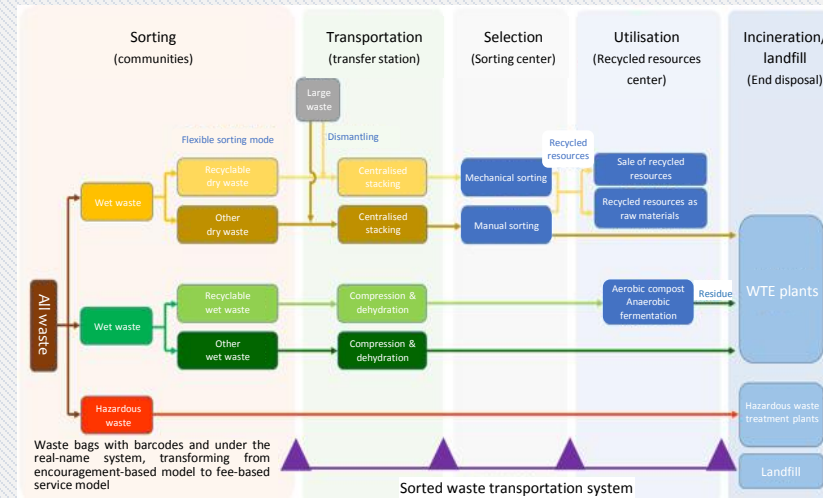 Sorting
(communities)
Transportation
(transfer station)
Selection
(Sorting center)
Utilisation
(Recycled resources
center)
Incineration/
landfill
(End disposal)
Large
waste
Flexible sorting mode
Dismantling
Recycled
resources
Wet waste
Recyclable
dry waste
Centralised
stacking
Mechanical sorting
Sale of recycled
resources
Other
dry waste
Centralised
stacking
Manual sorting
Recycled resources as
raw materials
All waste
Wet waste
Recyclable
wet waste
Compression &
dehydration
Aerobic compost
Anaerobic
fermentation
Residue
WTE plants
Other
wet waste
Compression &
dehydration
Hazardous
waste
Hazardous waste
treatment plants
Waste bags with barcodes and under the
real-name system, transforming from
encouragement-based model to fee-based
service model
Landfill
Sorted waste transportation system